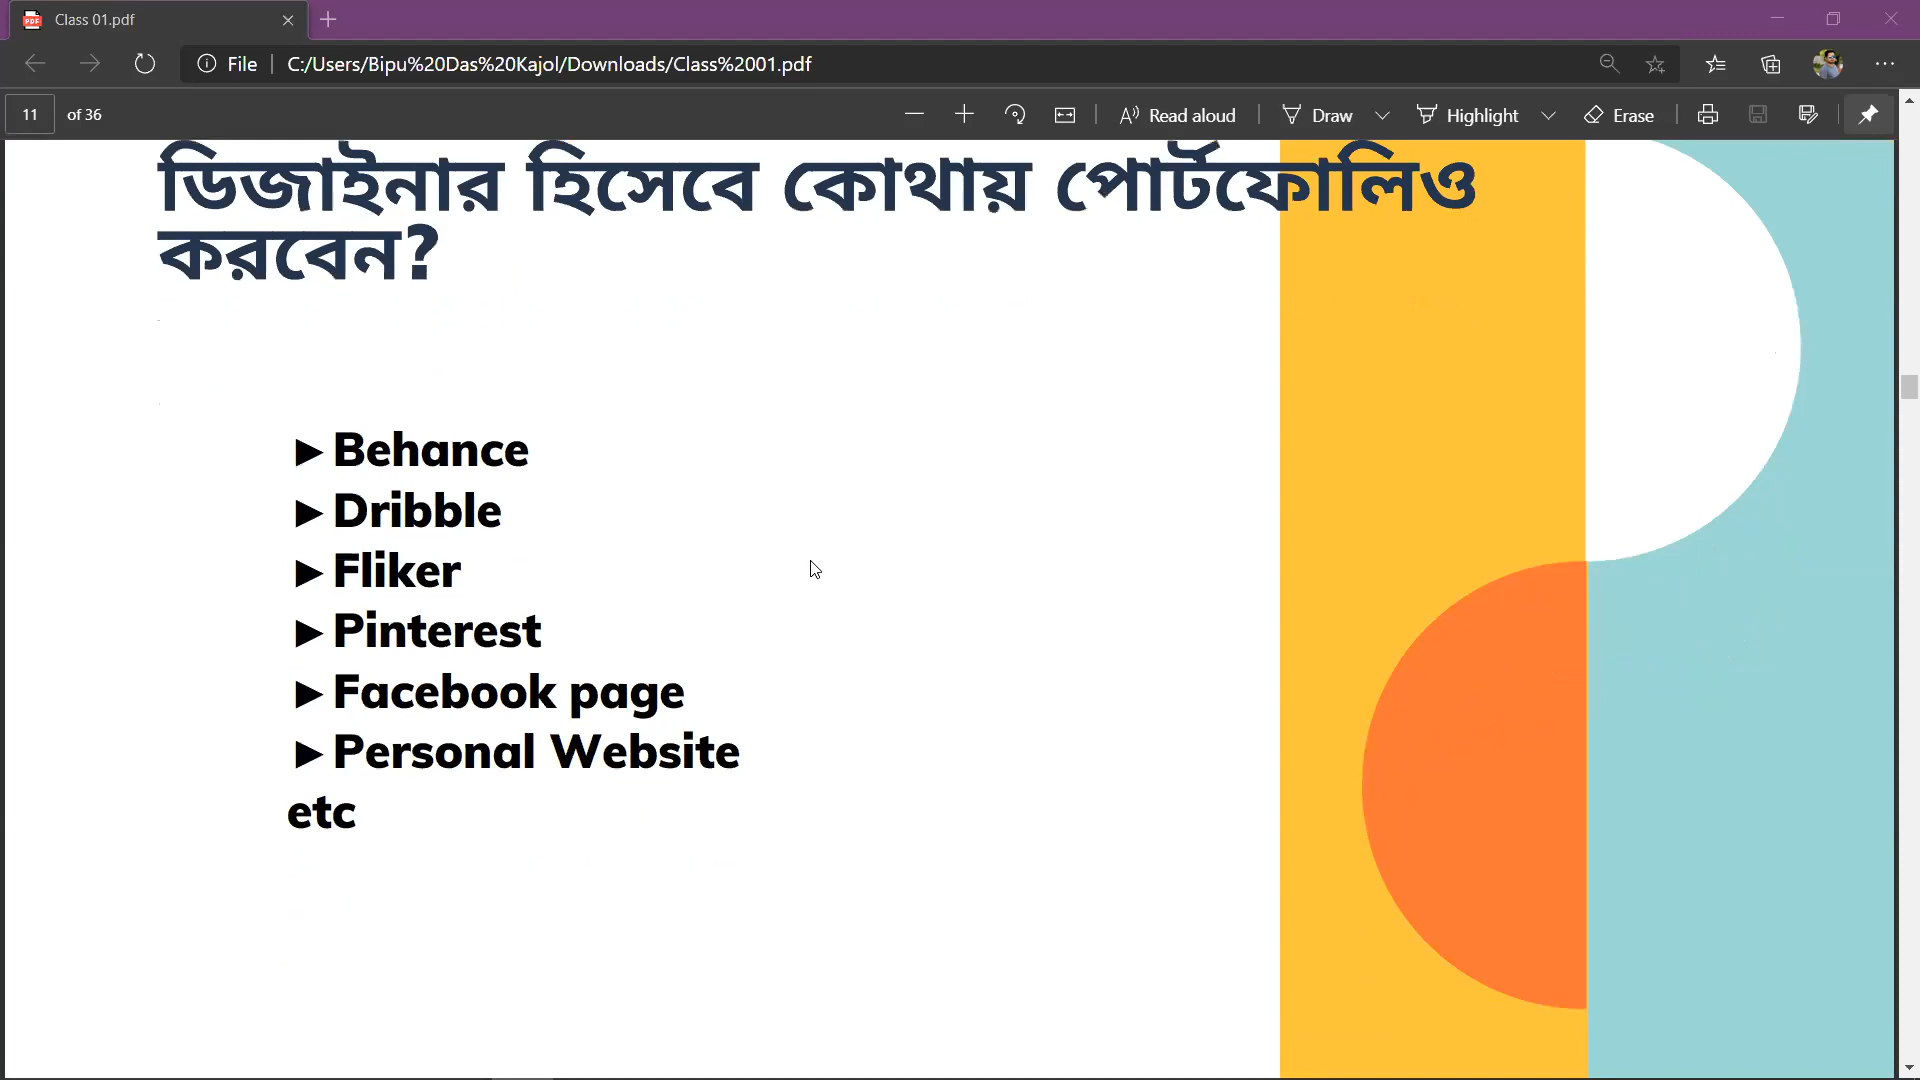 Class 01.pdf
File
C:/Users/Bipu%20Das%20Kajol/Downloads/Class%2001.pdf
11 of 36
Read aloud
Draw
Highlight
Erase
ডিজাইনার হিসেবে কোথায় পোর্টফোলিও
করবেন?
►Behance
►Dribble
►Fliker
►Pinterest
►Facebook page
►Personal Website
etc